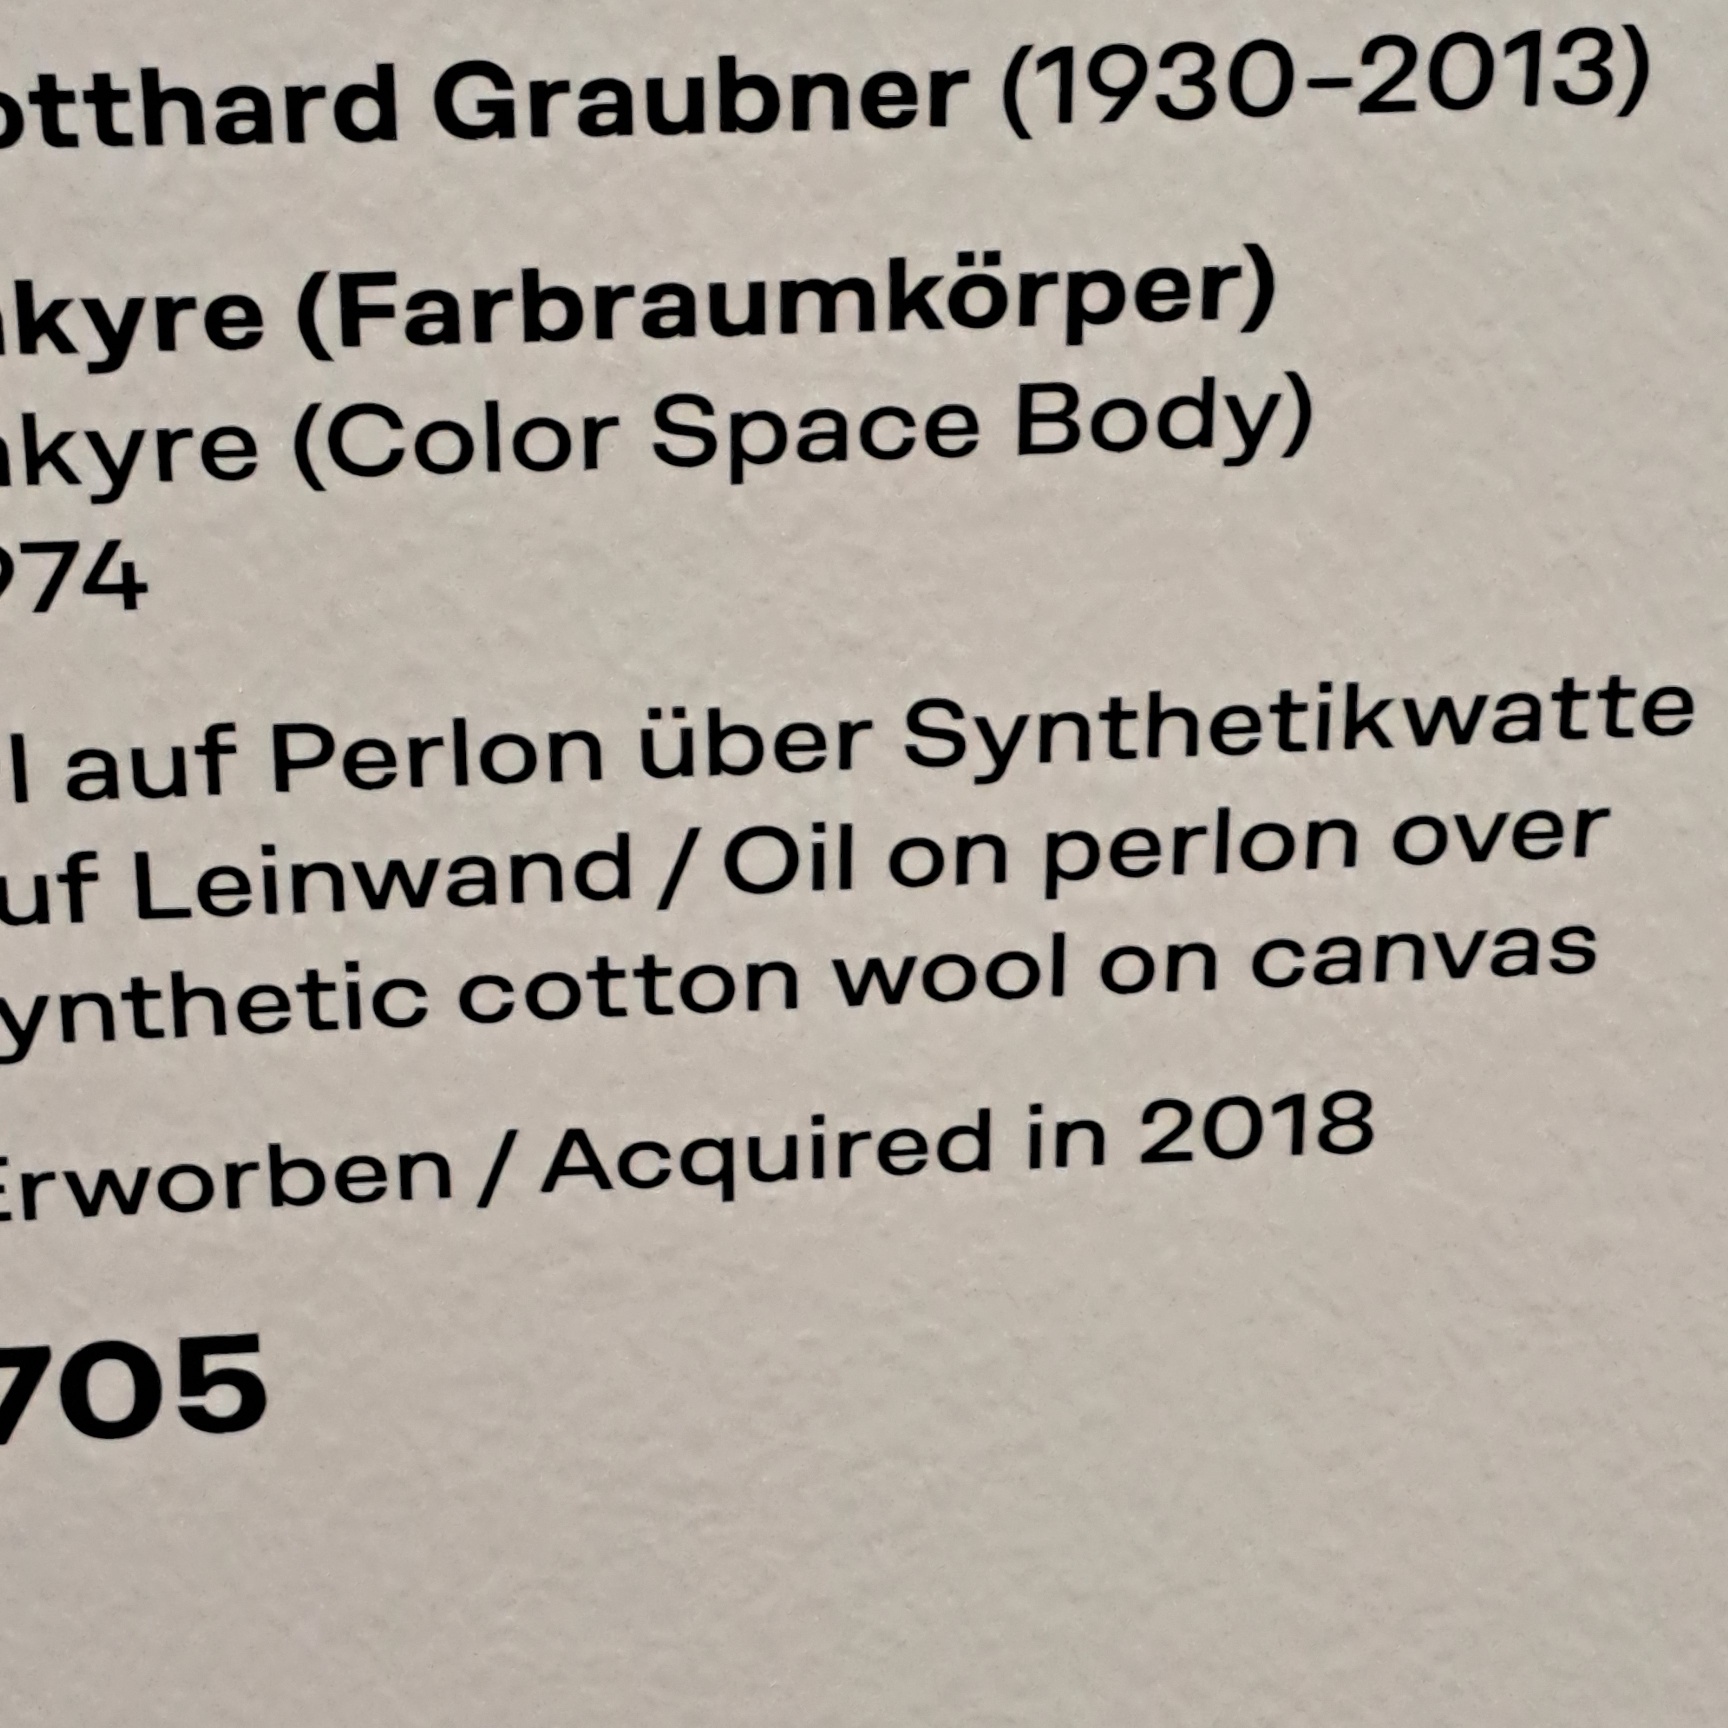 otthard Graubner (1930–2013)
kyre (Farbraumkörper)
kyre (Color Space Body)
974
l auf Perlon über Synthetikwatte
uf Leinwand / Oil on perlon over
ynthetic cotton wool on canvas
Erworben / Acquired in 2018
705